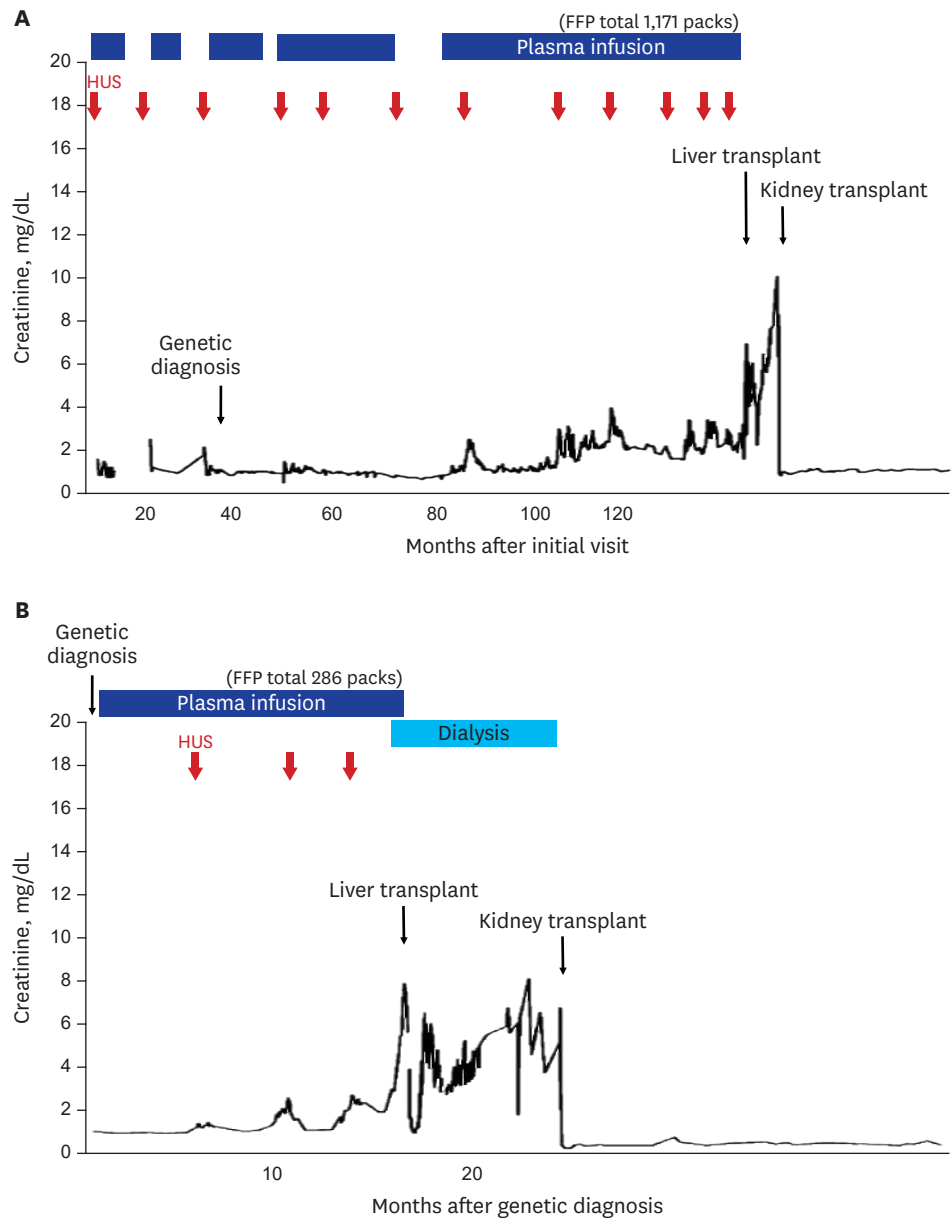 A
(FFP total 1,171 packs)
Plasma infusion
20
HUS
18
16
Liver transplant
14
Kidney transplant
12
10
8
Genetic
diagnosis
6
4
2
0
Creatinine, mg/dL
20 40 60 80 100 120
Months after initial visit
B
Genetic
diagnosis
(FFP total 286 packs)
Plasma infusion
20
Dialysis
HUS
18
16
14
12
Liver transplant
Kidney transplant
10
8
6
4
2
0
Creatinine, mg/dL
10 20
Months after genetic diagnosis